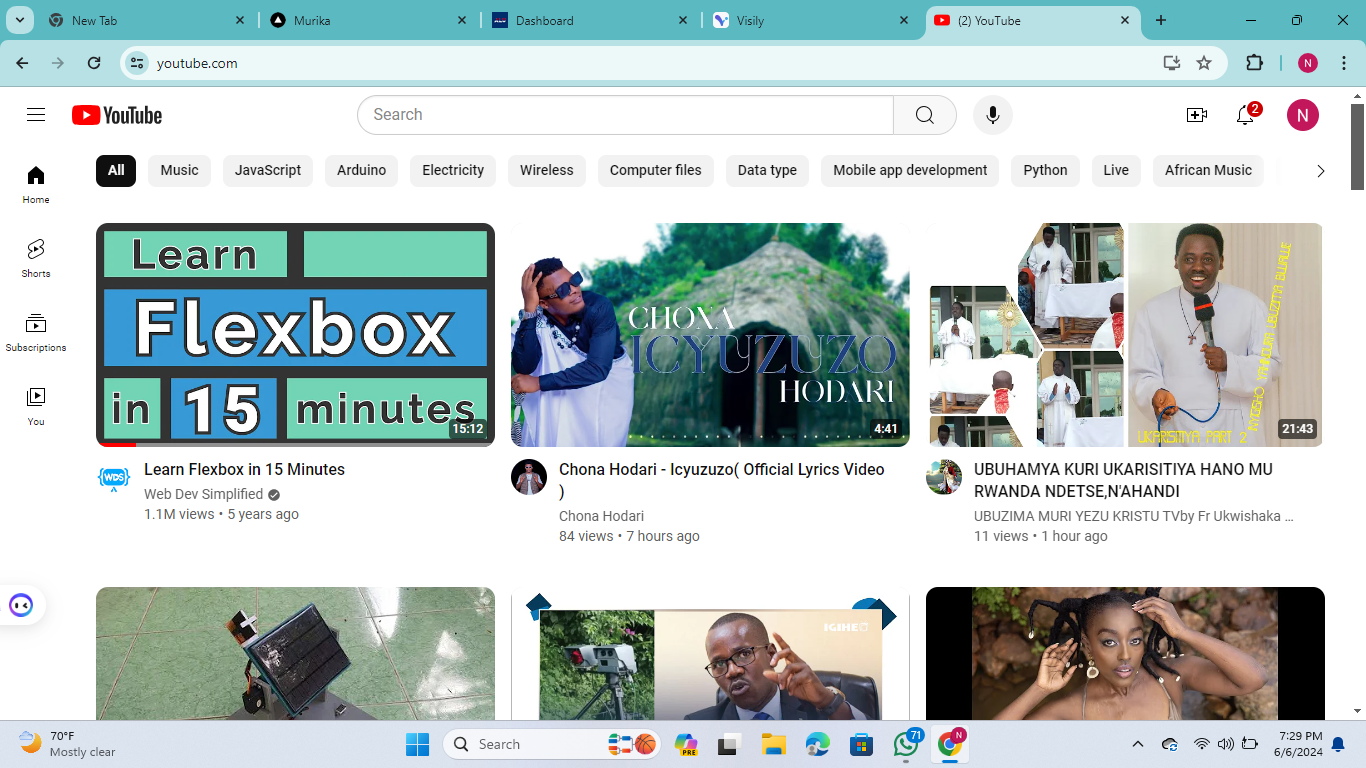 New Tab
Murika
Dashboard
Visily
(2) YouTube
youtube.com
N
YouTube
Search
2
N
All
Music
JavaScript
Arduino
Electricity
Wireless
Computer files
Data type
Mobile app development
Python
Live
African Music
Home
Shorts
Subscriptions
You
Learn
Flexbox
in 15 minutes
15:12
CHONA
ICYUZUZO
HODARI
4:41
UKARSITIYA PART 2
21:43
WDS
Learn Flexbox in 15 Minutes
Web Dev Simplified
1.1M views • 5 years ago
Chona Hodari - Icyuzuzo( Official Lyrics Video
)
Chona Hodari
84 views • 7 hours ago
UBUHAMYA KURI UKARISITIYA HANO MU
RWANDA NDETSE,N'AHANDI
UBUZIMA MURI YEZU KRISTU TVby Fr Ukwishaka …
11 views • 1 hour ago
IGIHE
70°F
Mostly clear
Search
PRE
71
N
7:29 PM
6/6/2024